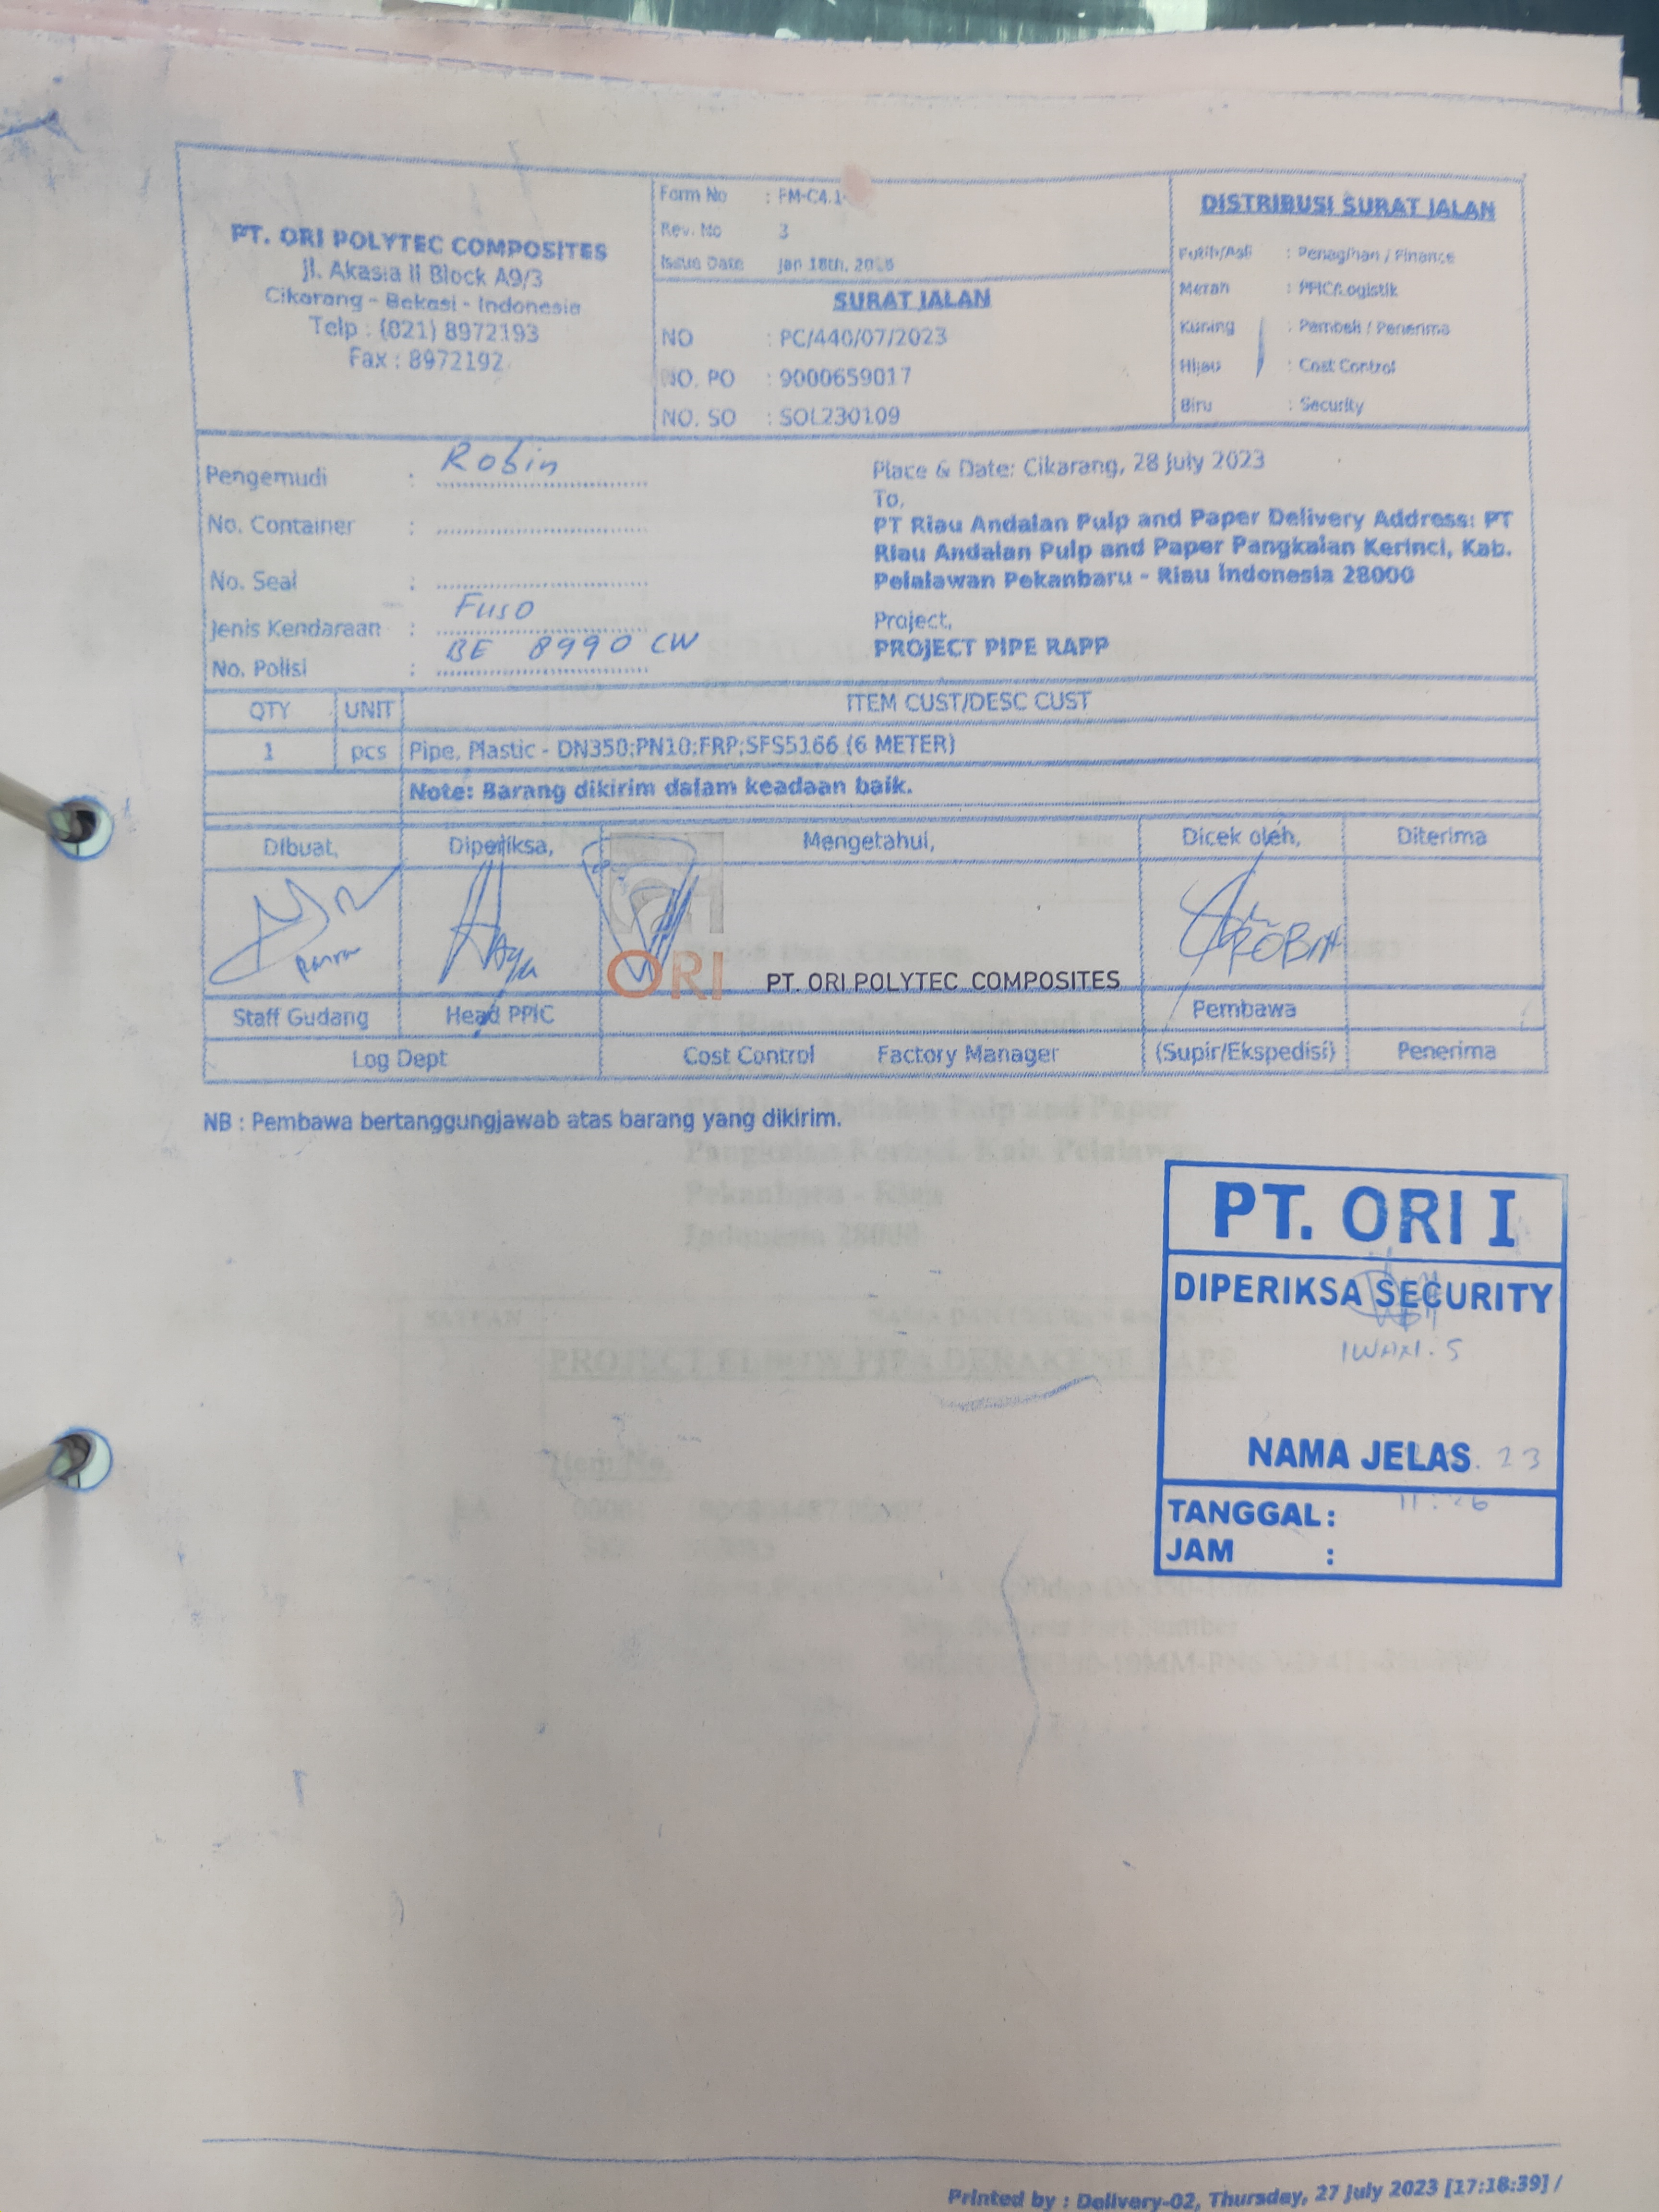 PT. ORI POLYTEC COMPOSITES
Jl. Akasia II Block A9/3
Cikarang - Bekasi - Indonesia
Telp : (021) 8972193
Fax : 8972192
Form No : FM-C4.1-
Rev. No 3
Issue Date Jan 18th,
SURAT JALAN
NO : PC/440/07/2023
NO. PO : 9000659017
NO. SO : SOL230109
DISTRIBUSI SURAT JALAN
Putih/Asli : Penagihan / Finance
Merah : PPIC/Logistik
Kuning : Pembeli / Penerima
Hijau : Cost Control
Biru : Security
Pengemudi : Robin
No. Container :
No. Seal :
Jenis Kendaraan : Fuso
No. Polisi : BE 8990 CW
Place & Date: Cikarang, 28 July 2023
To,
PT Riau Andalan Pulp and Paper Delivery Address: PT
Riau Andalan Pulp and Paper Pangkalan Kerinci, Kab.
Pelalawan Pekanbaru - Riau Indonesia 28000
Project,
PROJECT PIPE RAPP
QTY UNIT ITEM CUST/DESC CUST
1 pcs Pipe, Plastic - DN350;PN10;FRP;SFS5166 (6 METER)
Note: Barang dikirim dalam keadaan baik.
Dibuat, Diperiksa, Mengetahui, Dicek oleh, Diterima
ROBIN
ORI PT. ORI POLYTEC COMPOSITES
Staff Gudang Head PPIC Pembawa
Log Dept Cost Control Factory Manager (Supir/Ekspedisi) Penerima
NB : Pembawa bertanggungjawab atas barang yang dikirim.
PT. ORI I
DIPERIKSA SECURITY
IWAN. S
NAMA JELAS 23
TANGGAL :
JAM :
Printed by : Delivery-02, Thursday, 27 July 2023 [17:18:39] /